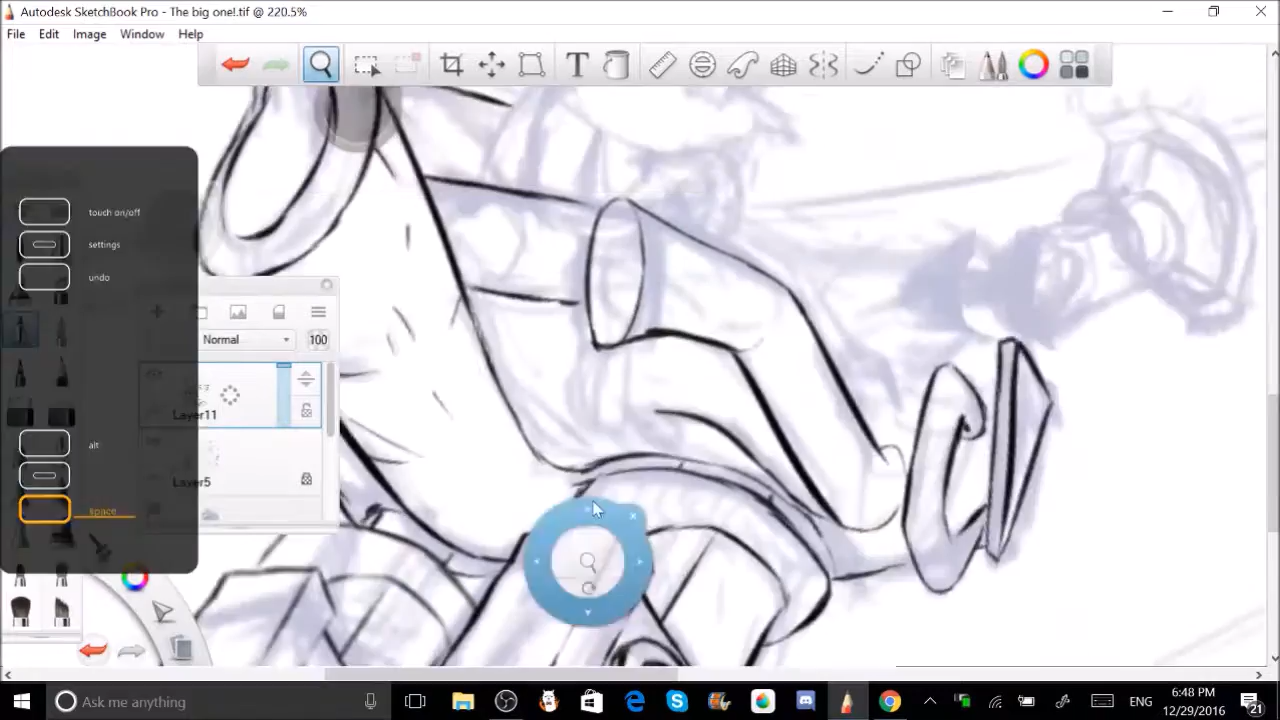 Autodesk SketchBook Pro - The big one!.tif @ 220.5%
File Edit Image Window Help
T
touch on/off
settings
undo
Normal 100
Layer11
alt
Layer5
space
Ask me anything
ENG
6:48 PM
12/29/2016
21